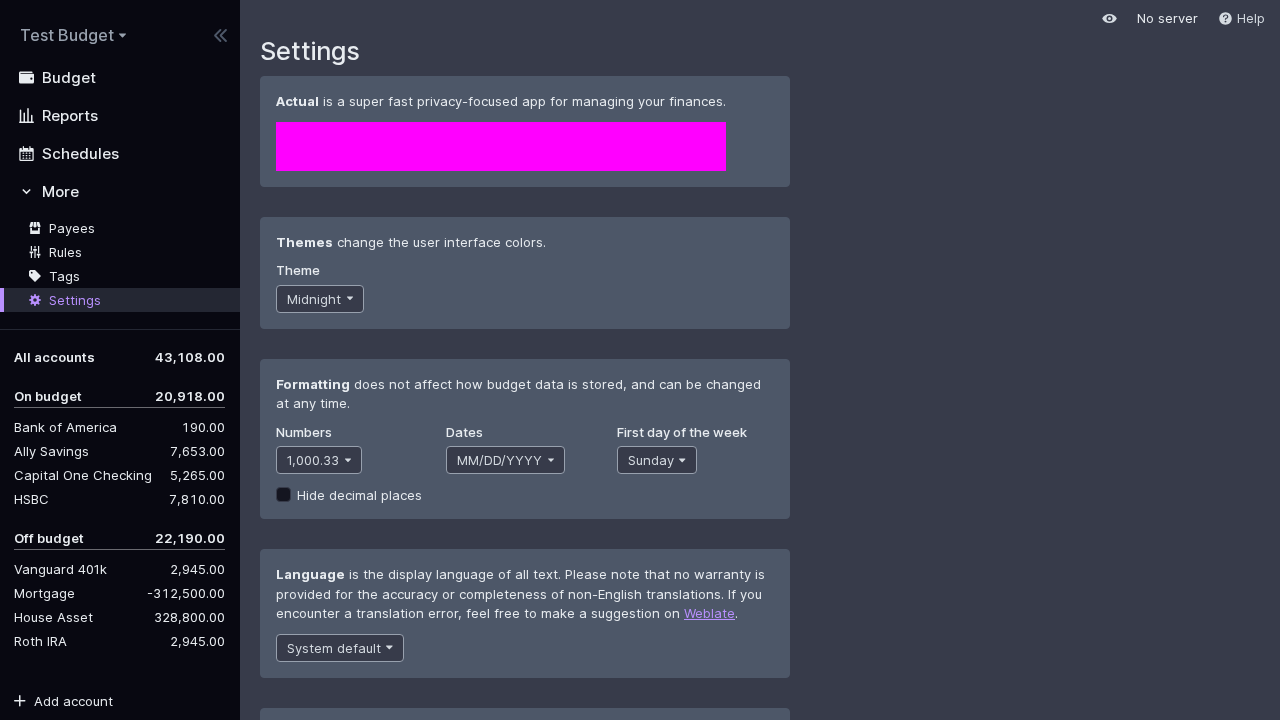 Test Budget
No server
Help
Settings
Budget
Reports
Schedules
More
Payees
Rules
Tags
Settings
All accounts 43,108.00
On budget 20,918.00
Bank of America 190.00
Ally Savings 7,653.00
Capital One Checking 5,265.00
HSBC 7,810.00
Off budget 22,190.00
Vanguard 401k 2,945.00
Mortgage -312,500.00
House Asset 328,800.00
Roth IRA 2,945.00
Add account
Actual is a super fast privacy-focused app for managing your finances.
Themes change the user interface colors.
Theme
Midnight
Formatting does not affect how budget data is stored, and can be changed
at any time.
Numbers Dates First day of the week
1,000.33 MM/DD/YYYY Sunday
Hide decimal places
Language is the display language of all text. Please note that no warranty is
provided for the accuracy or completeness of non-English translations. If you
encounter a translation error, feel free to make a suggestion on Weblate.
System default